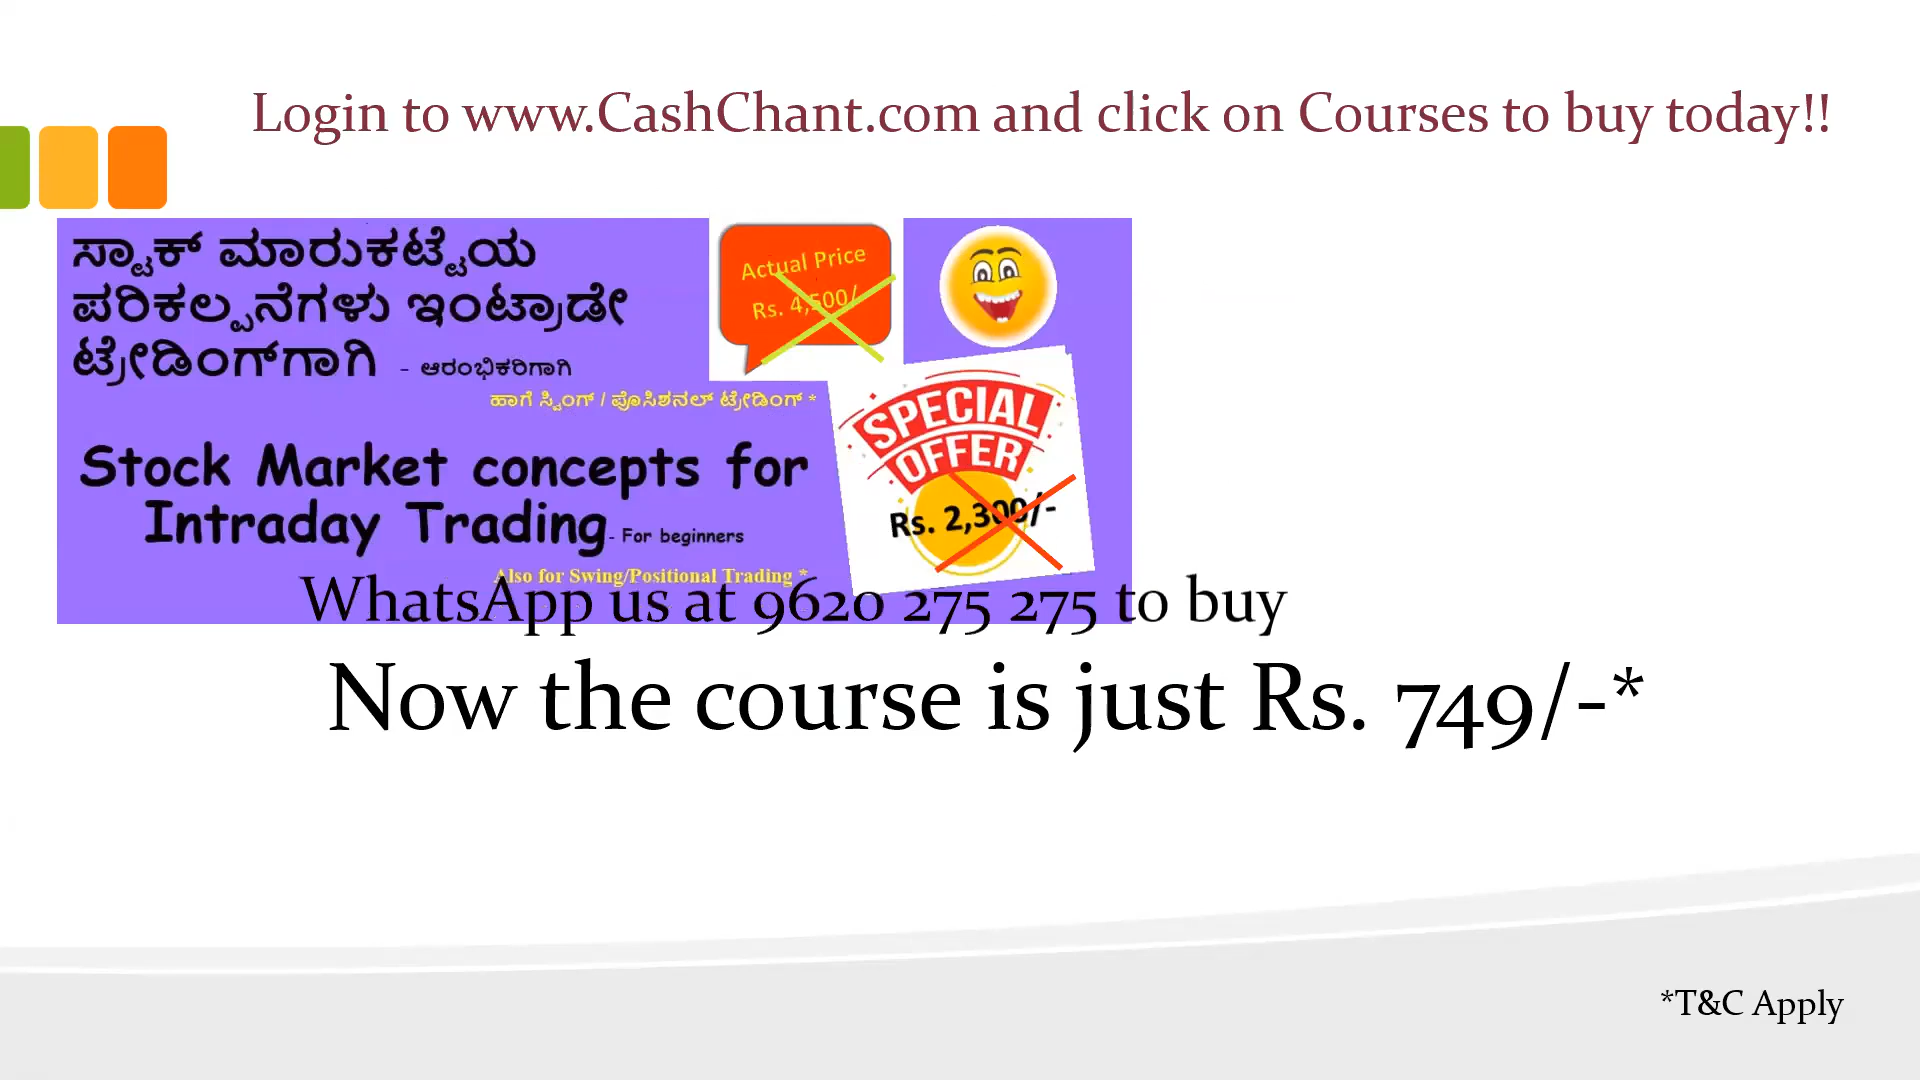 Login to www.CashChant.com and click on Courses to buy today!!
ಸ್ಟಾಕ್ ಮಾರುಕಟ್ಟೆಯ
ಪರಿಕಲ್ಪನೆಗಳು ಇಂಟ್ರಾಡೇ
ಟ್ರೇಡಿಂಗ್‌ಗಾಗಿ - ಆರಂಭಿಕರಿಗಾಗಿ
ಹಾಗೆ ಸ್ವಿಂಗ್ / ಪೊಸಿಶನಲ್ ಟ್ರೇಡಿಂಗ್ *
Actual Price
Rs. 4,500/-
SPECIAL
OFFER
Rs. 2,300/-
Stock Market concepts for
Intraday Trading - For beginners
Also for Swing/Positional Trading *
WhatsApp us at 9620 275 275 to buy
Now the course is just Rs. 749/-*
*T&C Apply